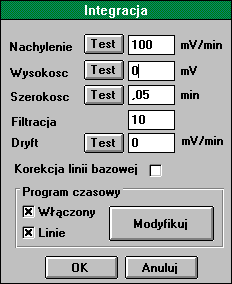 Integracja
Nachylenie Test 100 mV/min
Wysokosc Test 0 mV
Szerokosc Test ,05 min
Filtracja 10
Dryft Test 0 mV/min
Korekcja linii bazowej
Program czasowy
Włączony
Linie
Modyfikuj
OK Anuluj